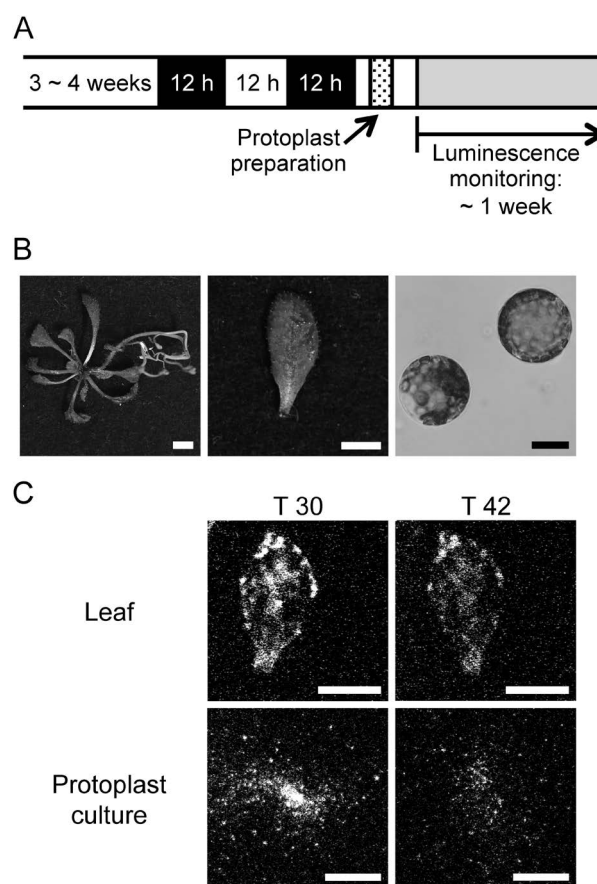 A
3 ~ 4 weeks 12 h 12 h 12 h
Protoplast
preparation
Luminescence
monitoring:
~ 1 week
B
C
T 30 T 42
Leaf
Protoplast
culture